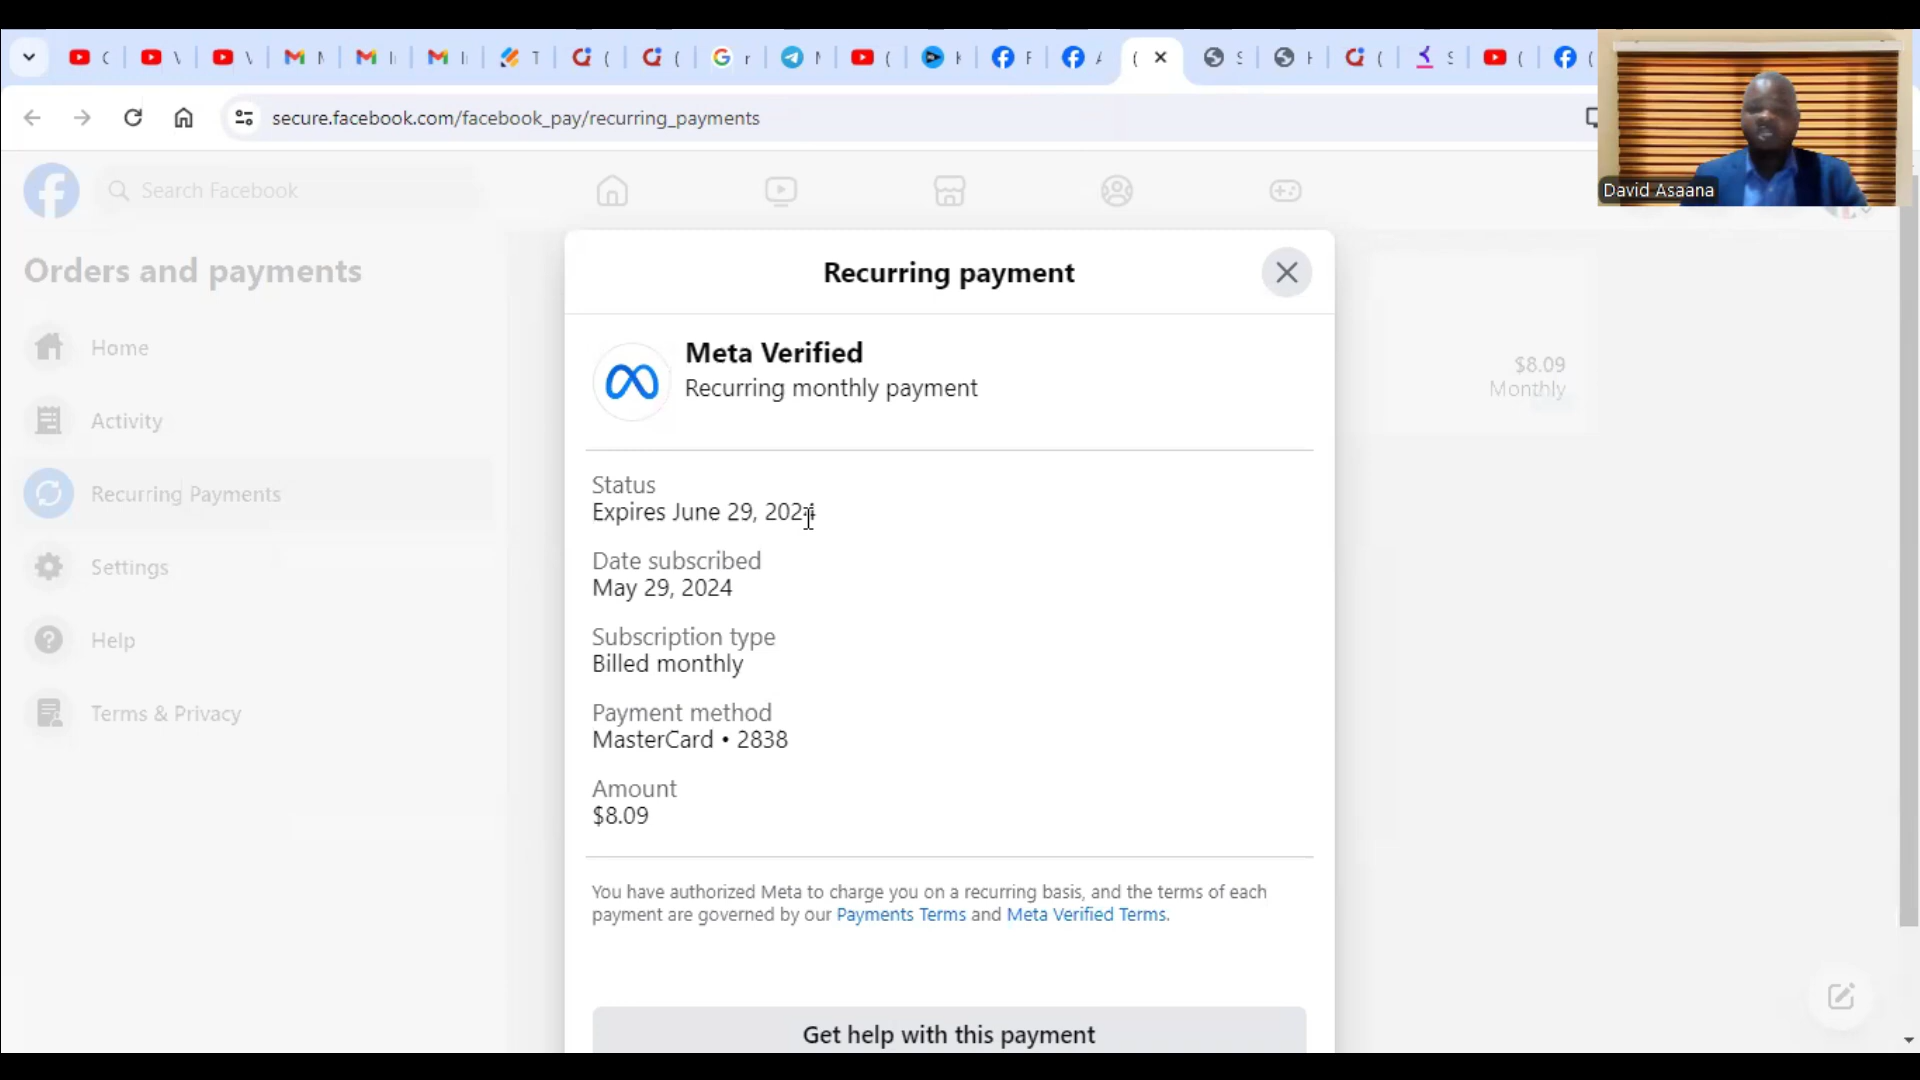 secure.facebook.com/facebook_pay/recurring_payments
David Asaana
Search Facebook
Orders and payments
Home
Activity
Recurring Payments
Settings
Help
Terms & Privacy
Recurring payment
Meta Verified
Recurring monthly payment
Status
Expires June 29, 2024
Date subscribed
May 29, 2024
Subscription type
Billed monthly
Payment method
MasterCard • 2838
Amount
$8.09
You have authorized Meta to charge you on a recurring basis, and the terms of each
payment are governed by our Payments Terms and Meta Verified Terms.
Get help with this payment
$8.09
Monthly